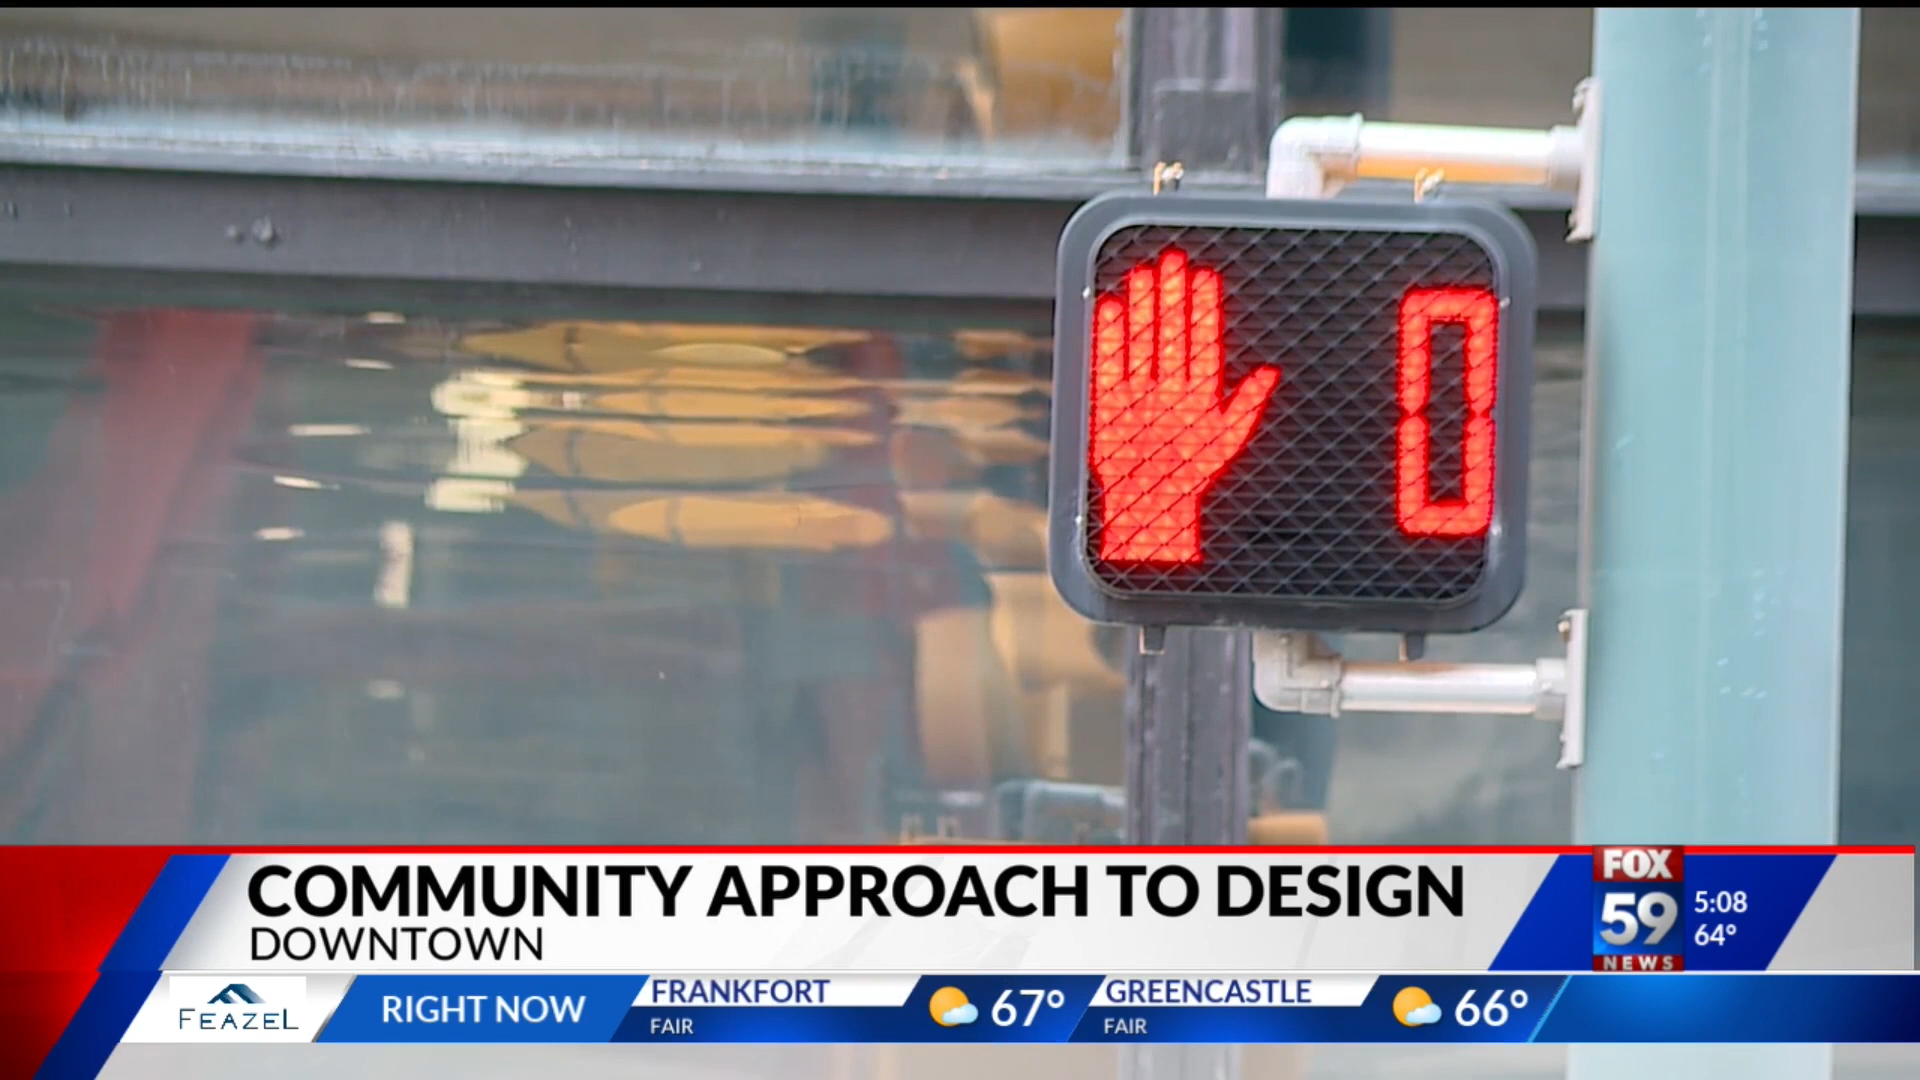 0
COMMUNITY APPROACH TO DESIGN
DOWNTOWN
FOX
59
NEWS
5:08
64°
FEAZEL
RIGHT NOW
FRANKFORT
FAIR
67°
GREENCASTLE
FAIR
66°